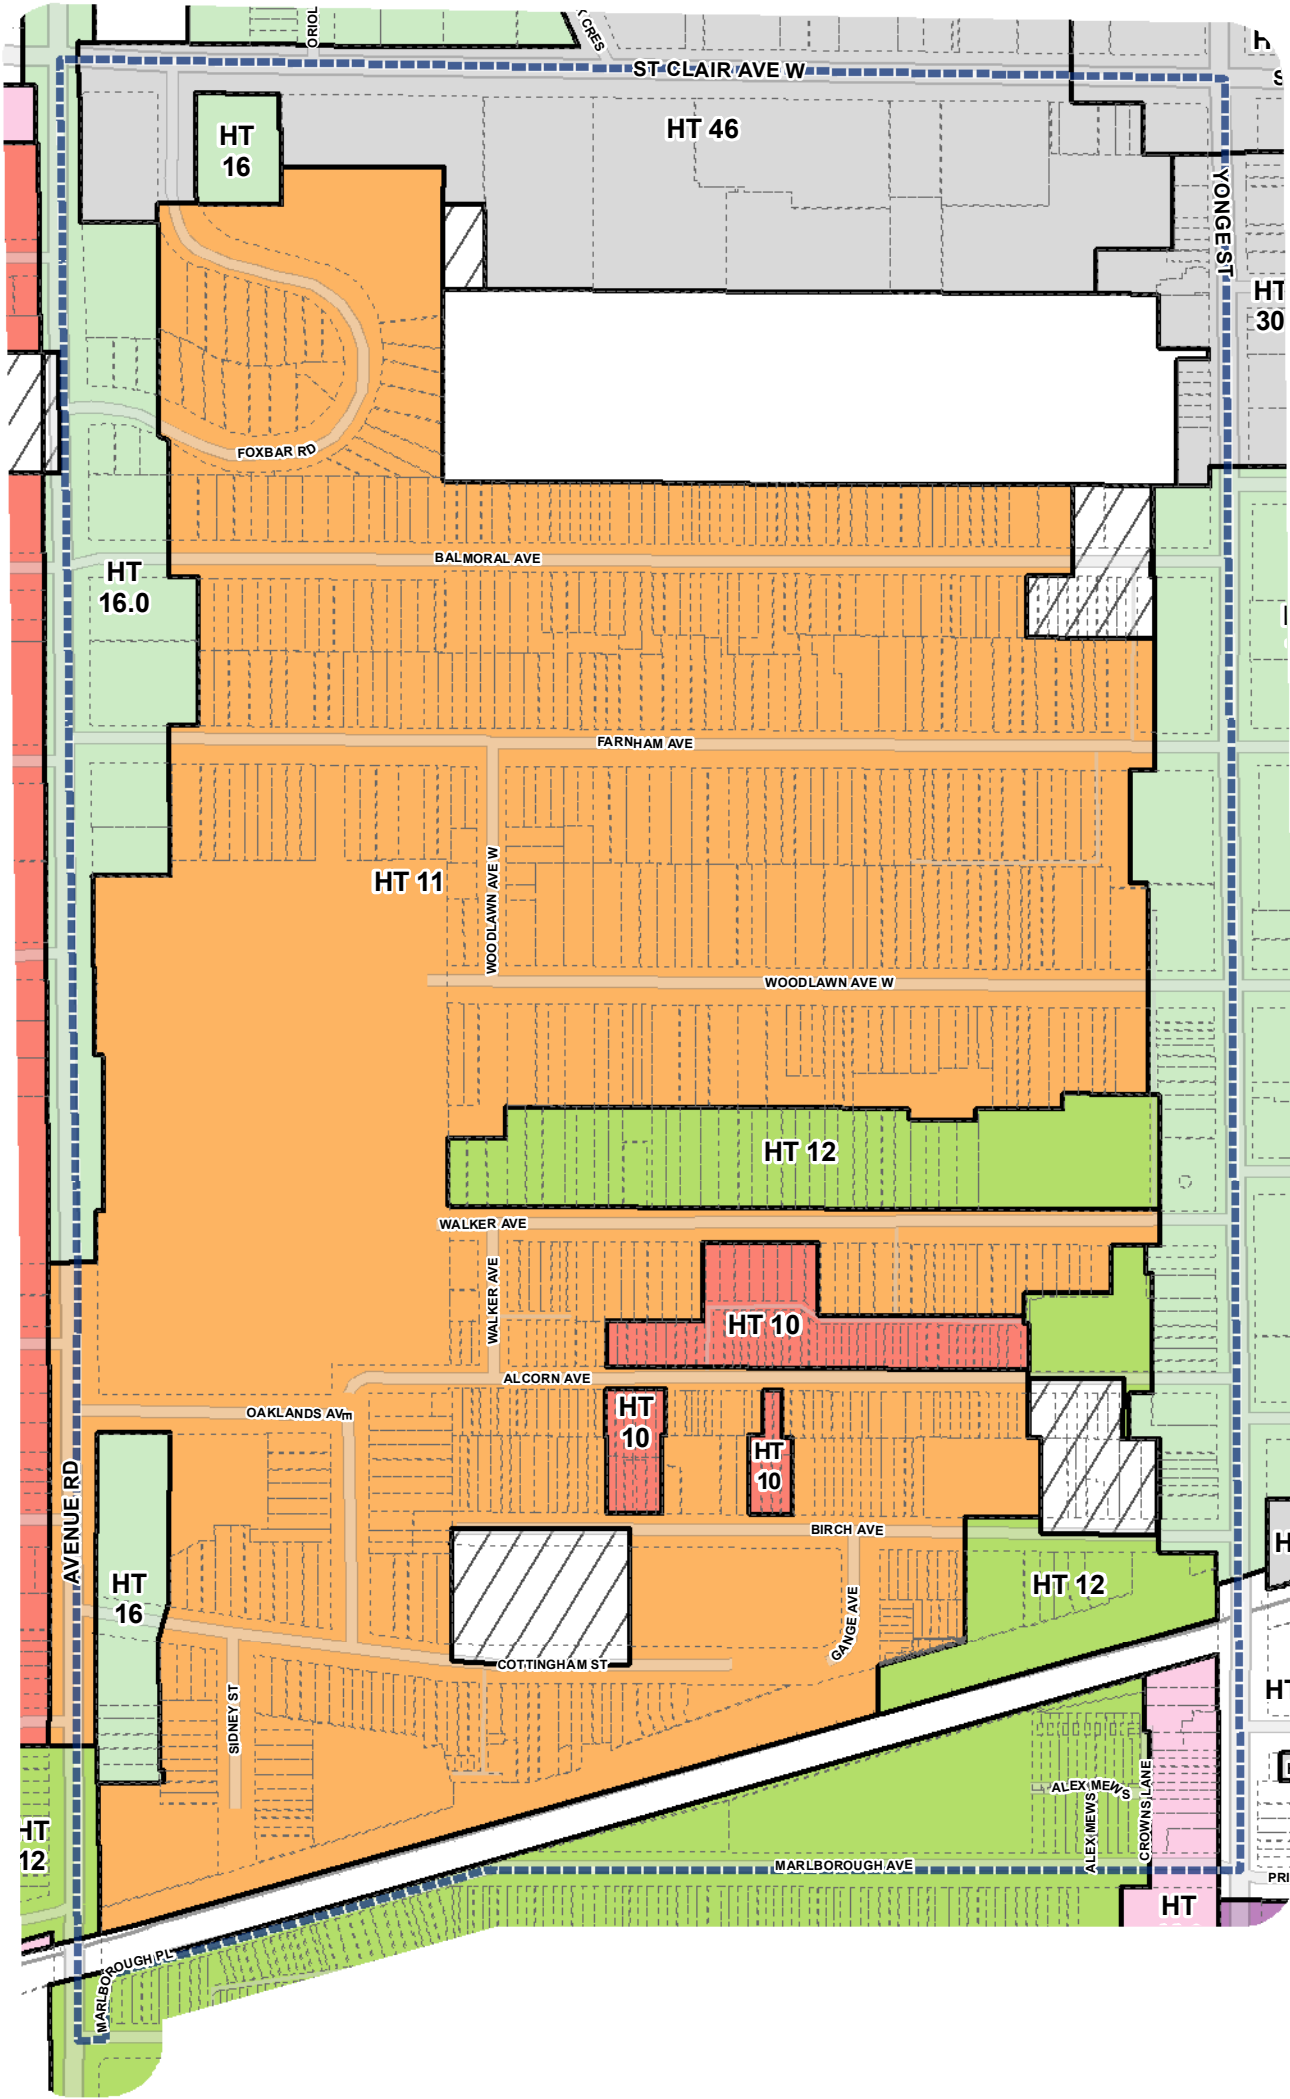 ORIOL
K CRES
ST CLAIR AVE W
HT 46
HT
16
YONGE ST
HT
30
FOXBAR RD
BALMORAL AVE
HT
16.0
FARNHAM AVE
HT 11
WOODLAWN AVE W
WOODLAWN AVE W
HT 12
WALKER AVE
WALKER AVE
HT 10
ALCORN AVE
OAKLANDS AVE
HT
10
HT
10
AVENUE RD
BIRCH AVE
HT
16
HT 12
GANGE AVE
COTTINGHAM ST
SIDNEY ST
HT
ALEX MEWS
ALEX MEWS
CROWNS LANE
HT
12
MARLBOROUGH AVE
PRI
HT
MARLBOROUGH PL